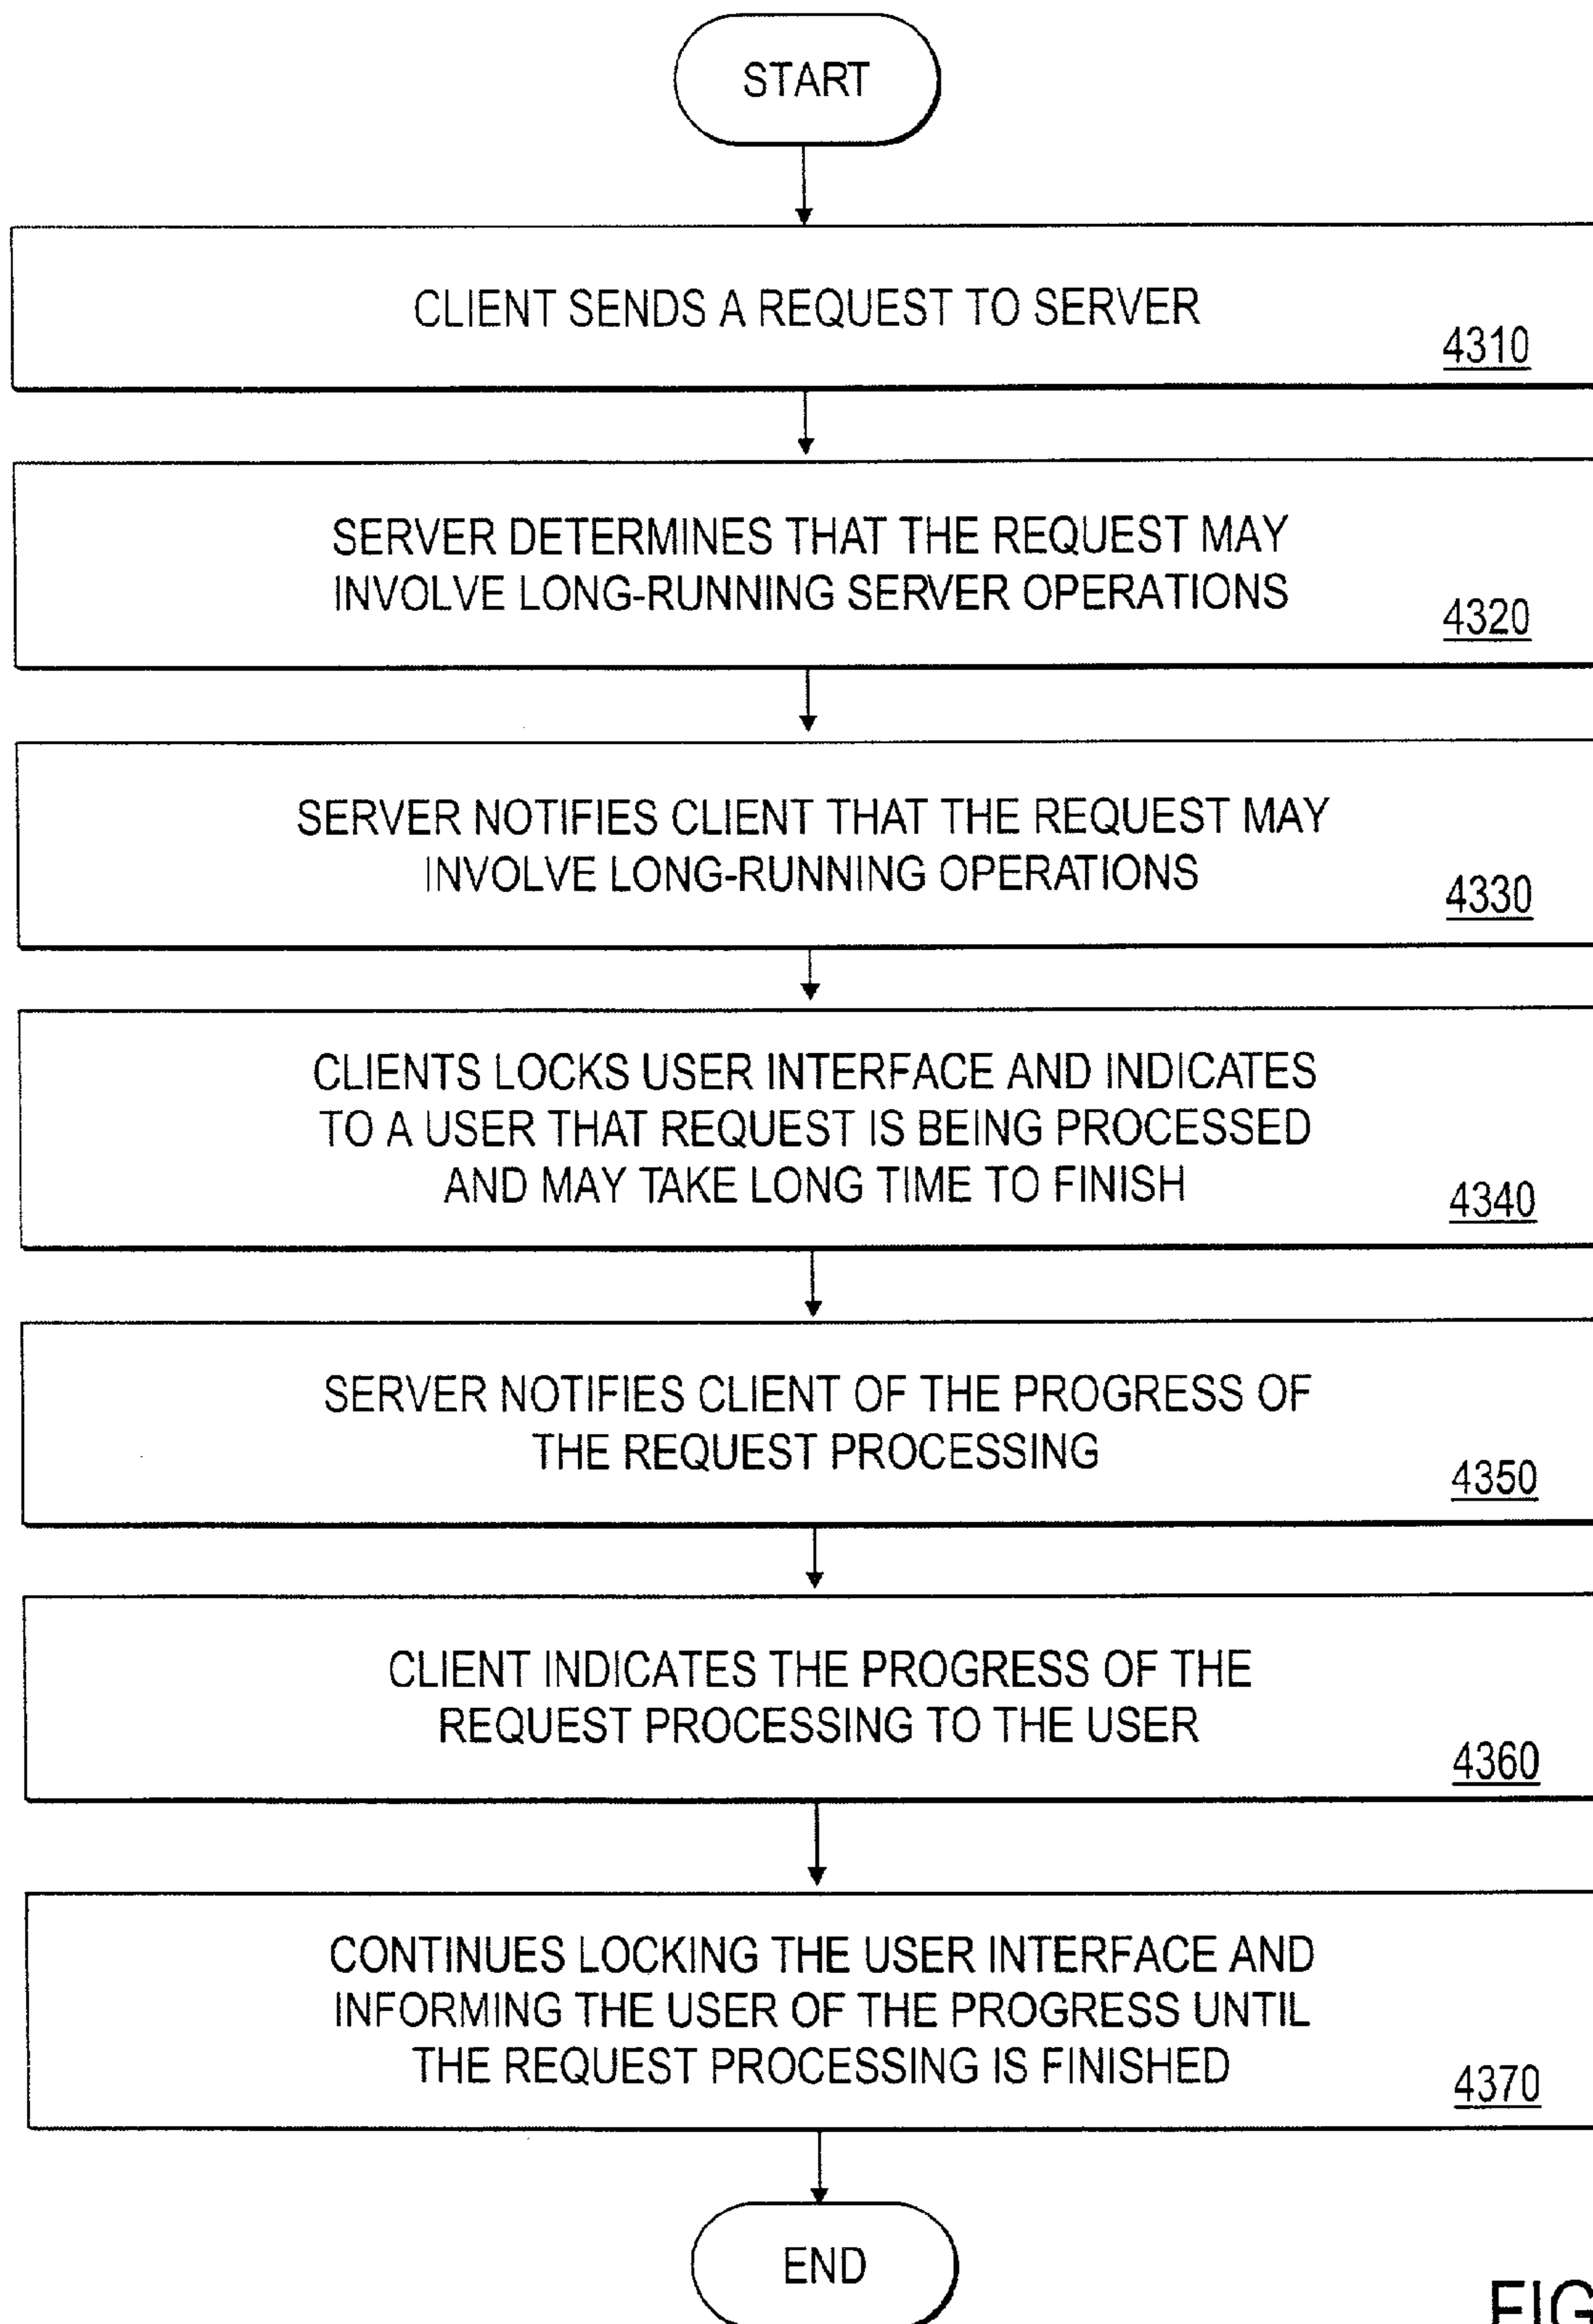 START
CLIENT SENDS A REQUEST TO SERVER
4310
SERVER DETERMINES THAT THE REQUEST MAY
INVOLVE LONG-RUNNING SERVER OPERATIONS
4320
SERVER NOTIFIES CLIENT THAT THE REQUEST MAY
INVOLVE LONG-RUNNING OPERATIONS
4330
CLIENTS LOCKS USER INTERFACE AND INDICATES
TO A USER THAT REQUEST IS BEING PROCESSED
AND MAY TAKE LONG TIME TO FINISH
4340
SERVER NOTIFIES CLIENT OF THE PROGRESS OF
THE REQUEST PROCESSING
4350
CLIENT INDICATES THE PROGRESS OF THE
REQUEST PROCESSING TO THE USER
4360
CONTINUES LOCKING THE USER INTERFACE AND
INFORMING THE USER OF THE PROGRESS UNTIL
THE REQUEST PROCESSING IS FINISHED
4370
END
FIG